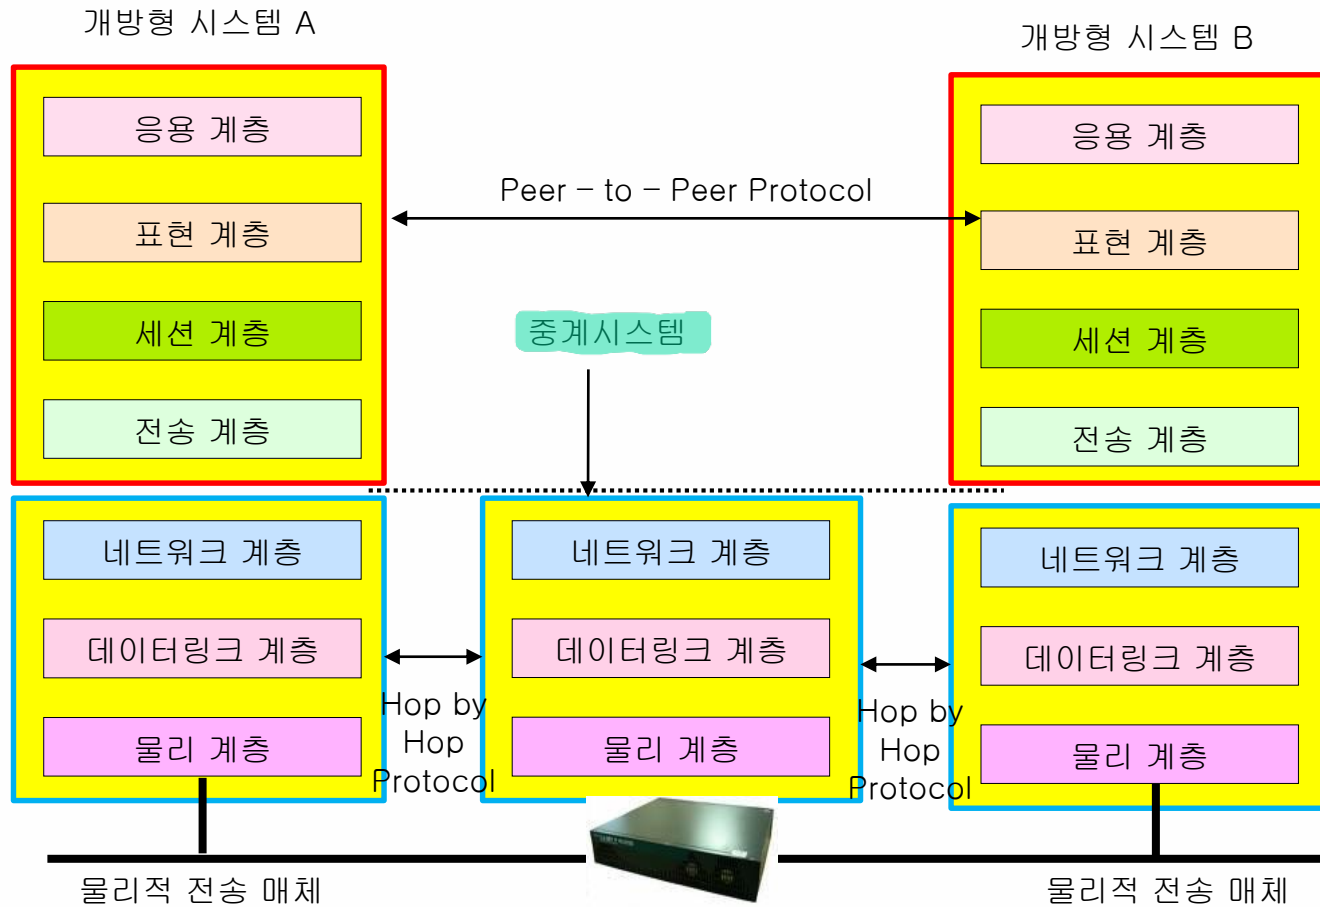 개방형 시스템 A
개방형 시스템 B
응용 계층
응용 계층
Peer – to – Peer Protocol
표현 계층
표현 계층
중계시스템
세션 계층
세션 계층
전송 계층
전송 계층
네트워크 계층
네트워크 계층
네트워크 계층
데이터링크 계층
데이터링크 계층
데이터링크 계층
Hop by
Hop
Protocol
Hop by
Hop
Protocol
물리 계층
물리 계층
물리 계층
물리적 전송 매체
물리적 전송 매체